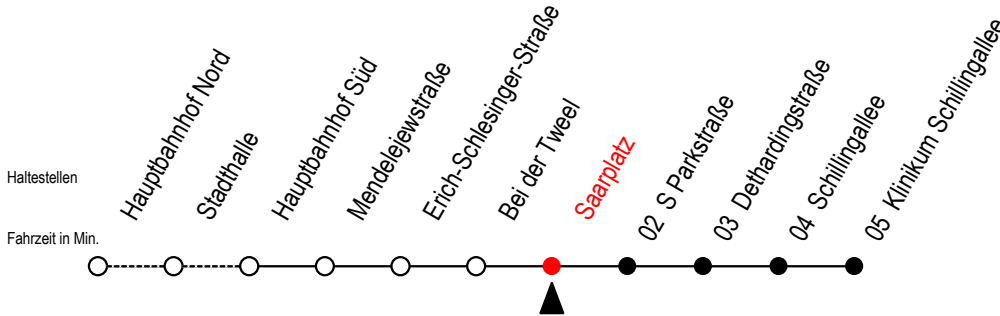 Haltestellen
Fahrzeit in Min.
Hauptbahnhof Nord
Stadthalle
Hauptbahnhof Süd
Mendelejewstraße
Erich-Schlesinger-Straße
Bei der Tweel
Saarplatz
02 S Parkstraße
03 Dethardingstraße
04 Schillingallee
05 Klinikum Schillingallee